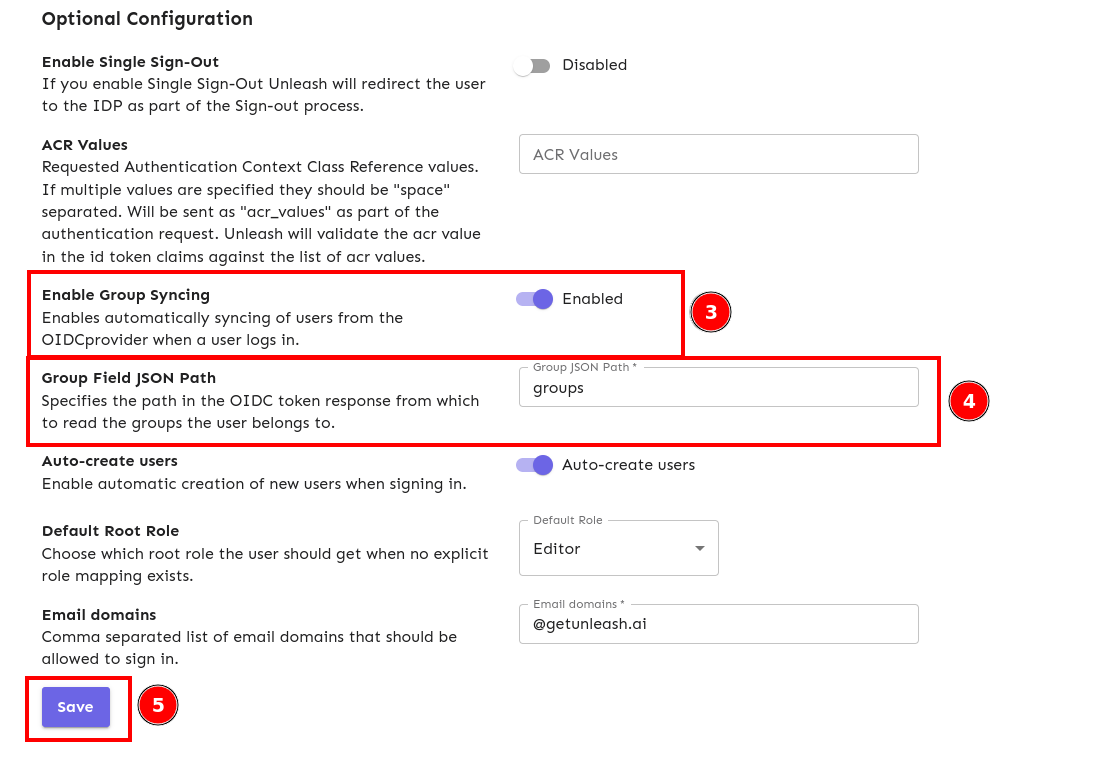 Optional Configuration
Enable Single Sign-Out
Disabled
If you enable Single Sign-Out Unleash will redirect the user
to the IDP as part of the Sign-out process.
ACR Values
ACR Values
Requested Authentication Context Class Reference values.
If multiple values are specified they should be "space"
separated. Will be sent as "acr_values" as part of the
authentication request. Unleash will validate the acr value
in the id token claims against the list of acr values.
Enable Group Syncing
Enabled
3
Enables automatically syncing of users from the
OIDCprovider when a user logs in.
Group JSON Path *
Group Field JSON Path
groups
4
Specifies the path in the OIDC token response from which
to read the groups the user belongs to.
Auto-create users
Auto-create users
Enable automatic creation of new users when signing in.
Default Role
Default Root Role
Editor
Choose which root role the user should get when no explicit
role mapping exists.
Email domains *
Email domains
@getunleash.ai
Comma separated list of email domains that should be
allowed to sign in.
Save
5